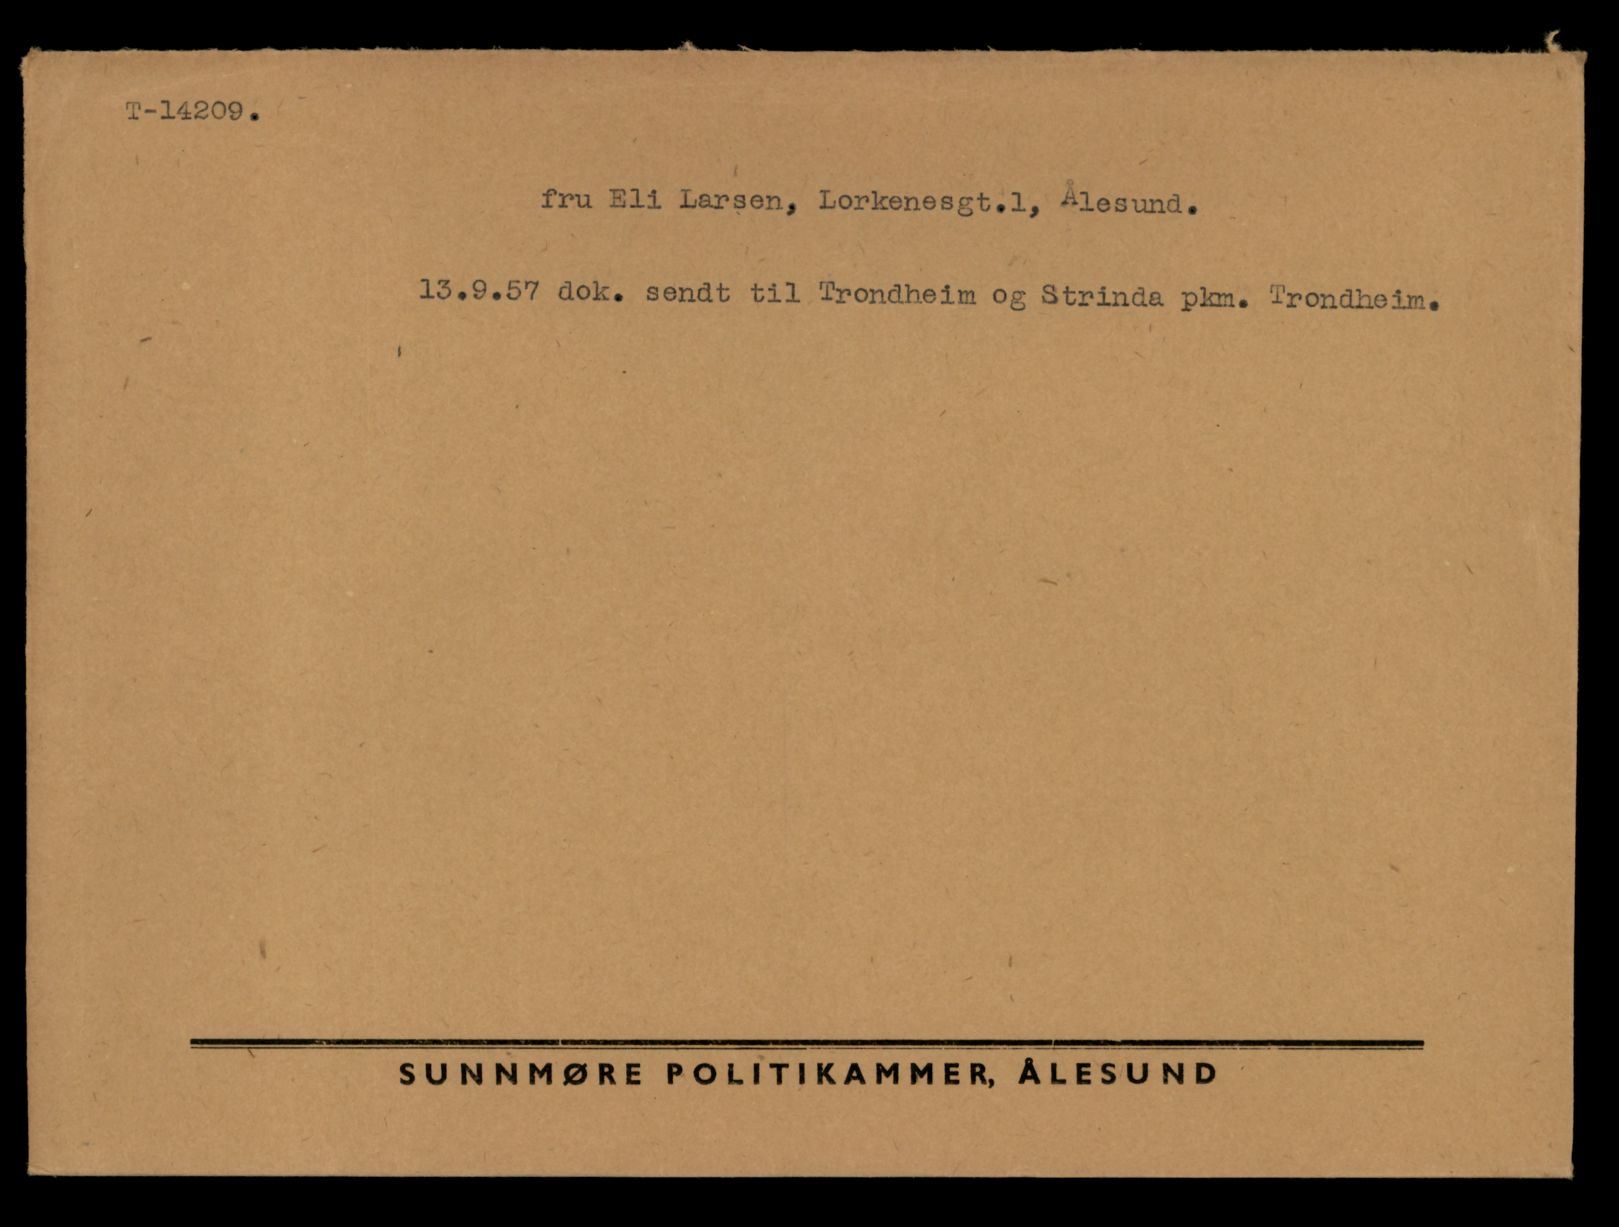 T-14209.
fru Eli Larsen, Lorkenesgt.1, Ålesund.
13.9.57 dok. sendt til Trondheim og Strinda pkm. Trondheim.
SUNNMØRE POLITIKAMMER, ÅLESUND